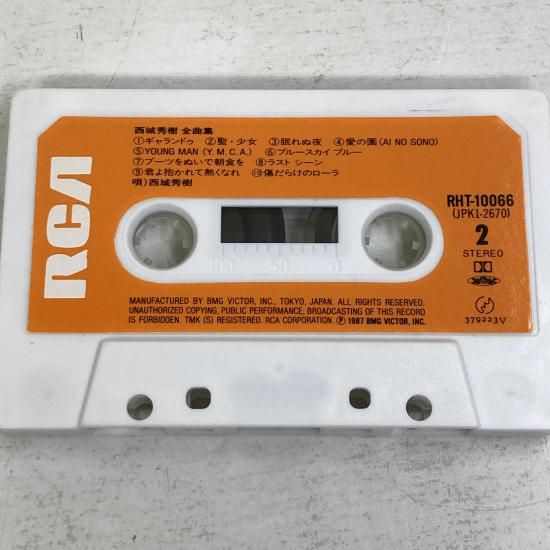 RCA
西城秀樹 全曲集
①ギャランドゥ ②聖・少女 ③眠れぬ夜 ④愛の園(AI NO SONO)
⑤YOUNG MAN (Y. M. C. A.) ⑥ブルースカイ ブルー
⑦ブーツをぬいで朝食を ⑧ラスト シーン
⑨君よ抱かれて熱くなれ ⑩傷だらけのローラ
唄)西城秀樹
RHT-10066
(JPK1-2670)
2
STEREO
100 50 0
MANUFACTURED BY BMG VICTOR, INC., TOKYO, JAPAN. ALL RIGHTS RESERVED.
UNAUTHORIZED COPYING, PUBLIC PERFORMANCE, BROADCASTING OF THIS RECORD
IS FORBIDDEN. TMK (S) REGISTERED. RCA CORPORATION. Ⓟ 1987 BMG VICTOR, INC.
379223V